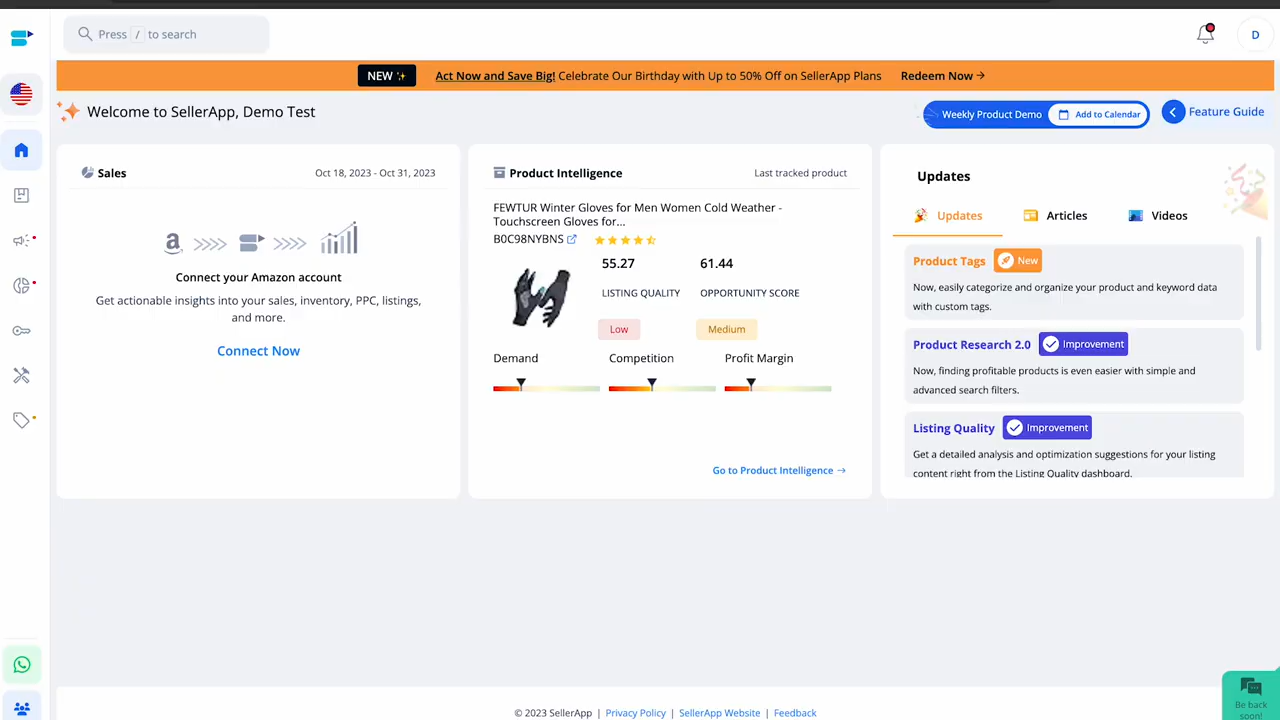 Press / to search
D
NEW
Act Now and Save Big! Celebrate Our Birthday with Up to 50% Off on SellerApp Plans
Redeem Now →
Welcome to SellerApp, Demo Test
Weekly Product Demo
Add to Calendar
Feature Guide
Sales
Oct 18, 2023 - Oct 31, 2023
a
Connect your Amazon account
Get actionable insights into your sales, inventory, PPC, listings,
and more.
Connect Now
Product Intelligence
Last tracked product
FEWTUR Winter Gloves for Men Women Cold Weather -
Touchscreen Gloves for...
B0C98NYBNS
55.27
61.44
LISTING QUALITY
OPPORTUNITY SCORE
Low
Medium
Demand
Competition
Profit Margin
Go to Product Intelligence →
Updates
Updates
Articles
Videos
Product Tags
New
Now, easily categorize and organize your product and keyword data
with custom tags.
Product Research 2.0
Improvement
Now, finding profitable products is even easier with simple and
advanced search filters.
Listing Quality
Improvement
Get a detailed analysis and optimization suggestions for your listing
content right from the Listing Quality dashboard.
© 2023 SellerApp | Privacy Policy | SellerApp Website | Feedback
Be back
soon!